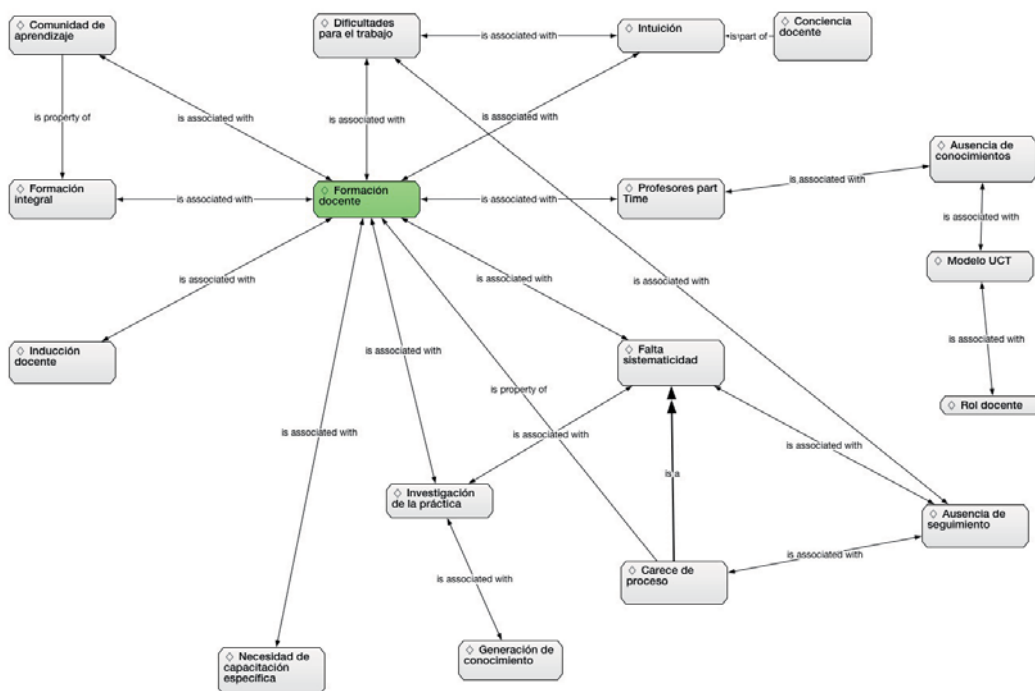 ◇ Comunidad de
aprendizaje
◇ Dificultades
para el trabajo
is associated with
◇ Intuición
is part of
◇ Conciencia
docente
is property of
is associated with
is associated with
is associated with
◇ Ausencia de
conocimientos
◇ Formación
integral
is associated with
◇ Formación
docente
is associated with
◇ Profesores part
Time
is associated with
is associated with
◇ Modelo UCT
is associated with
is associated with
is associated with
◇ Inducción
docente
is associated with
◇ Falta
sistematicidad
is associated with
is property of
◇ Rol docente
is associated with
is associated with
is associated with
is a
◇ Investigación
de la práctica
◇ Ausencia de
seguimiento
is associated with
◇ Carece de
proceso
is associated with
◇ Necesidad de
capacitación
específica
◇ Generación de
conocimiento